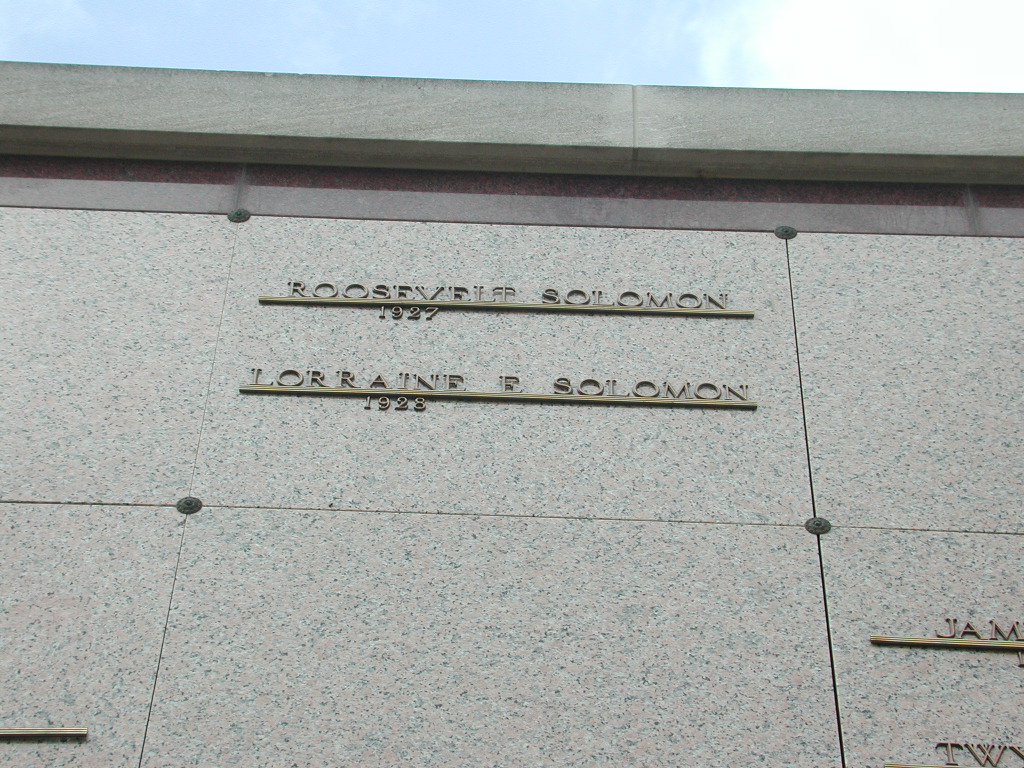 ROOSEVELT SOLOMON
1927
LORRAINE E SOLOMON
1928